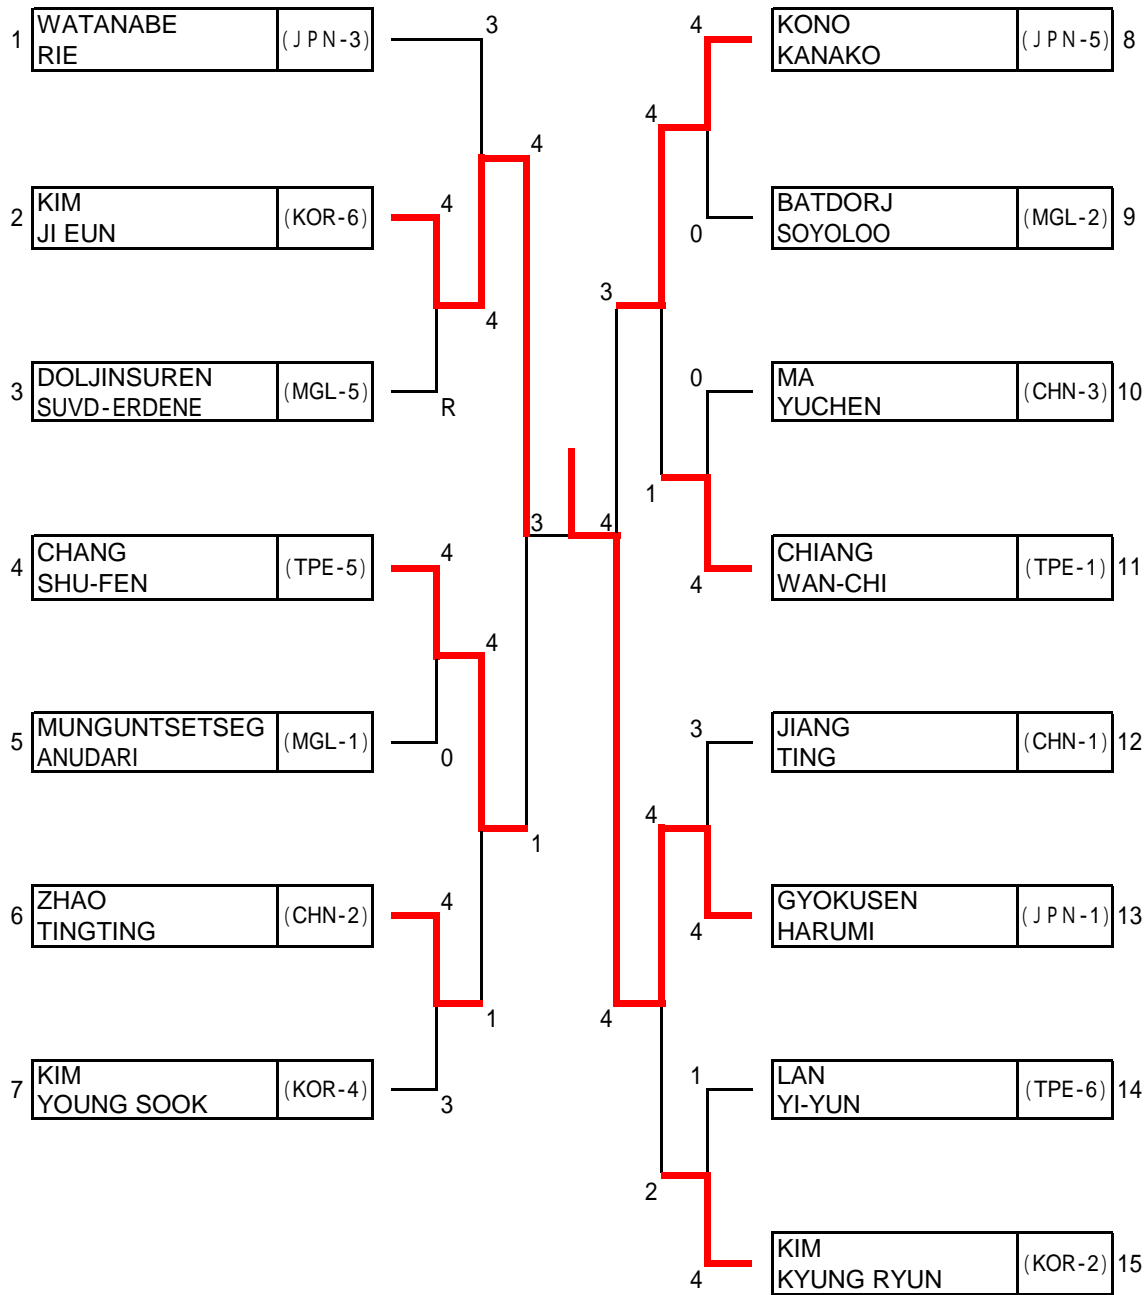 1 WATANABE RIE (JPN-3)
3
2 KIM JI EUN (KOR-6)
4
4
4
3 DOLJINSUREN SUVD-ERDENE (MGL-5)
R
4 CHANG SHU-FEN (TPE-5)
4
3
4
5 MUNGUNTSETSEG ANUDARI (MGL-1)
0
1
6 ZHAO TINGTING (CHN-2)
4
1
7 KIM YOUNG SOOK (KOR-4)
3
4
KONO KANAKO (JPN-5) 8
4
BATDORJ SOYOLOO (MGL-2) 9
0
3
0
MA YUCHEN (CHN-3) 10
1
4
CHIANG WAN-CHI (TPE-1) 11
4
3
JIANG TING (CHN-1) 12
4
GYOKUSEN HARUMI (JPN-1) 13
4
4
1
LAN YI-YUN (TPE-6) 14
2
KIM KYUNG RYUN (KOR-2) 15
4